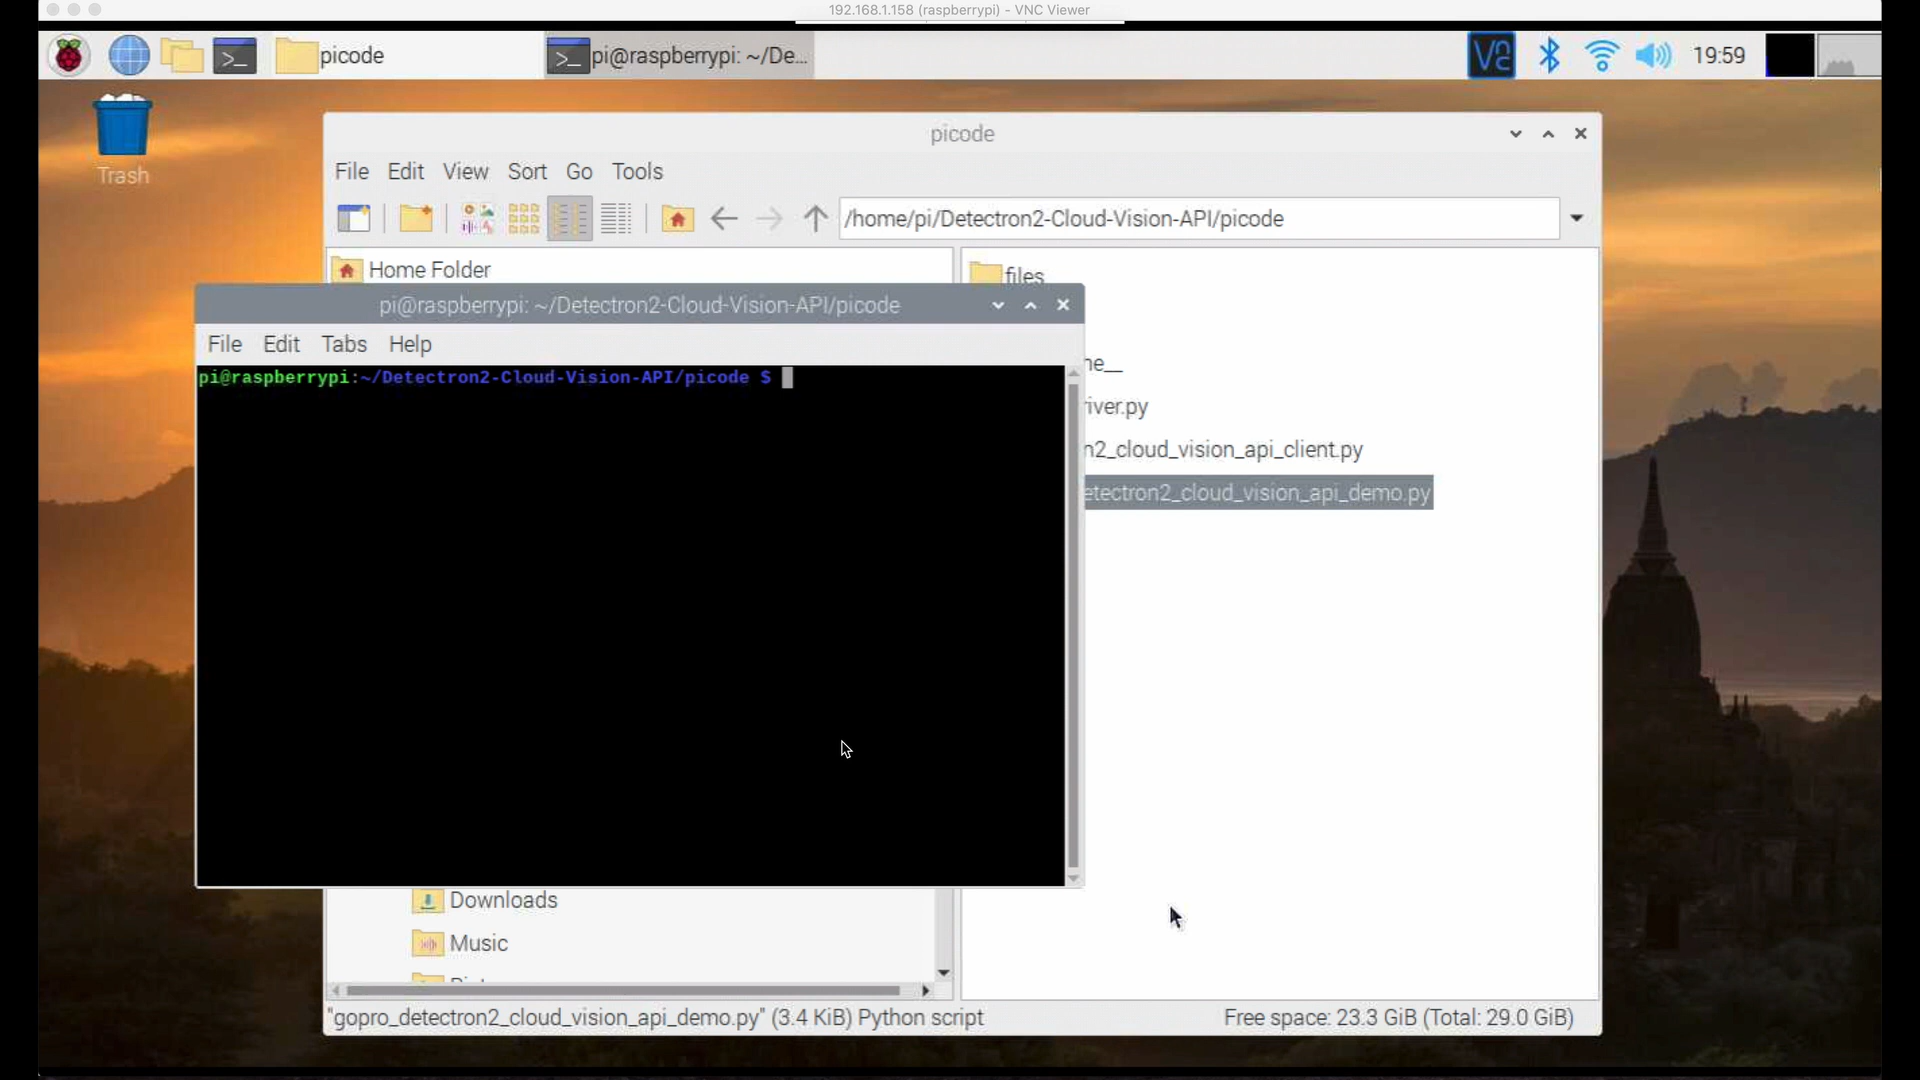 192.168.1.158 (raspberrypi) - VNC Viewer
picode
pi@raspberrypi: ~/De...
19:59
Trash
picode
File Edit View Sort Go Tools
/home/pi/Detectron2-Cloud-Vision-API/picode
Home Folder
files
pi@raspberrypi: ~/Detectron2-Cloud-Vision-API/picode
File Edit Tabs Help
pi@raspberrypi:~/Detectron2-Cloud-Vision-API/picode $
ne__
river.py
n2_cloud_vision_api_client.py
etectron2_cloud_vision_api_demo.py
Downloads
Music
"gopro_detectron2_cloud_vision_api_demo.py" (3.4 KiB) Python script
Free space: 23.3 GiB (Total: 29.0 GiB)